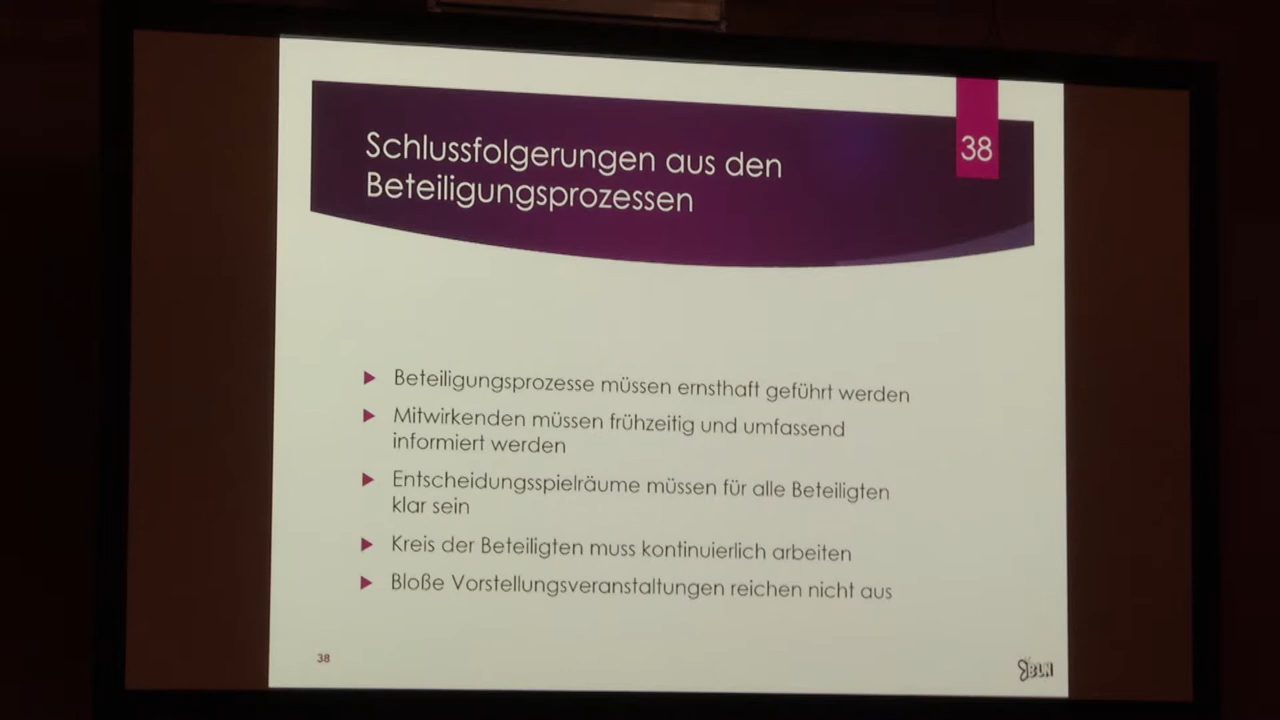 38
Schlussfolgerungen aus den
Beteiligungsprozessen
Beteiligungsprozesse müssen ernsthaft geführt werden
Mitwirkenden müssen frühzeitig und umfassend
informiert werden
Entscheidungsspielräume müssen für alle Beteiligten
klar sein
Kreis der Beteiligten muss kontinuierlich arbeiten
Bloße Vorstellungsveranstaltungen reichen nicht aus
38